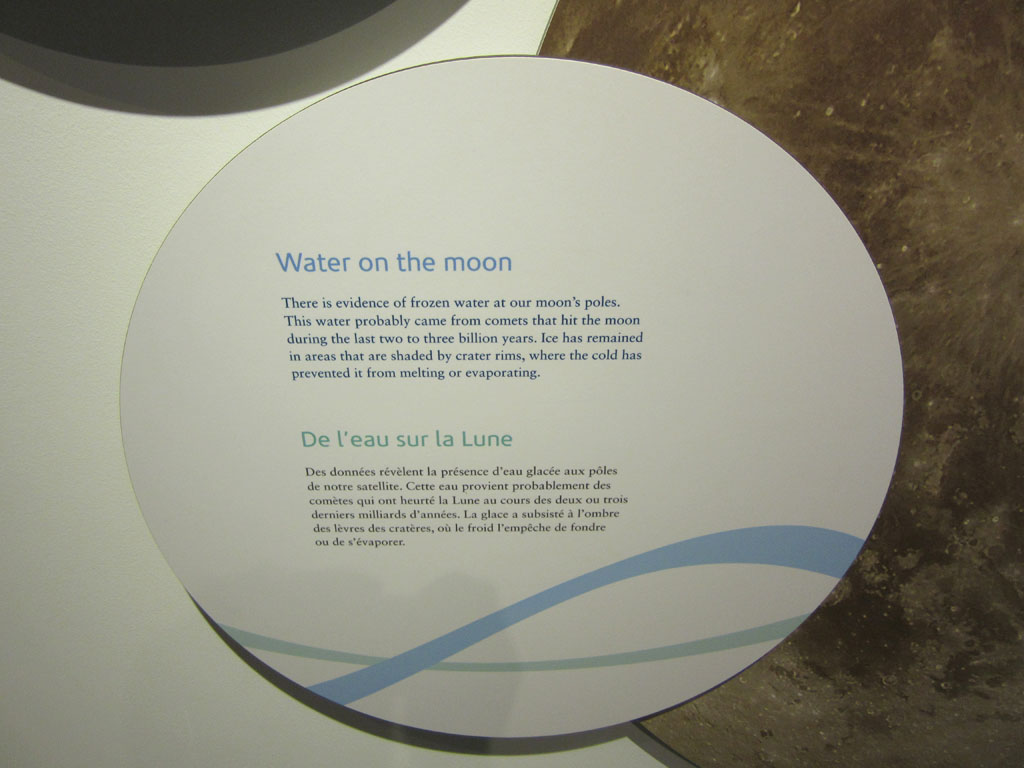 Water on the moon
There is evidence of frozen water at our moon's poles.
This water probably came from comets that hit the moon
during the last two to three billion years. Ice has remained
in areas that are shaded by crater rims, where the cold has
prevented it from melting or evaporating.
De l'eau sur la Lune
Des données révèlent la présence d'eau glacée aux pôles
de notre satellite. Cette eau provient probablement des
comètes qui ont heurté la Lune au cours des deux ou trois
derniers milliards d'années. La glace a subsisté à l'ombre
des lèvres des cratères, où le froid l'empêche de fondre
ou de s'évaporer.